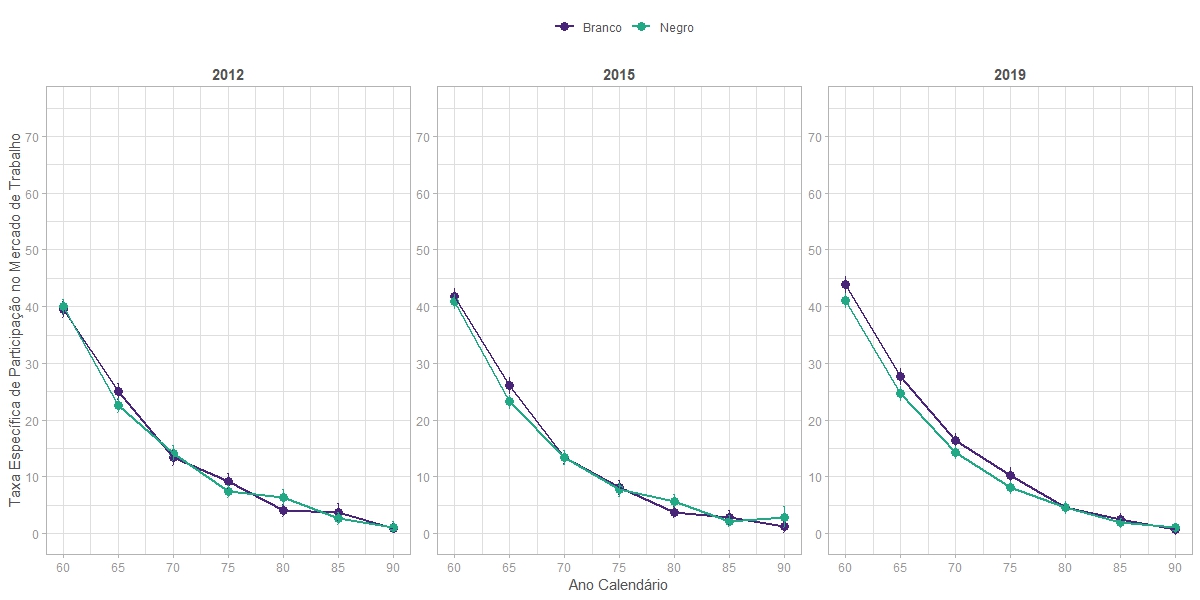 Branco Negro
2012 2015 2019
Taxa Específica de Participação no Mercado de Trabalho
70 70 70
60 60 60
50 50 50
40 40 40
30 30 30
20 20 20
10 10 10
0 0 0
60 65 70 75 80 85 90 60 65 70 75 80 85 90 60 65 70 75 80 85 90
Ano Calendário